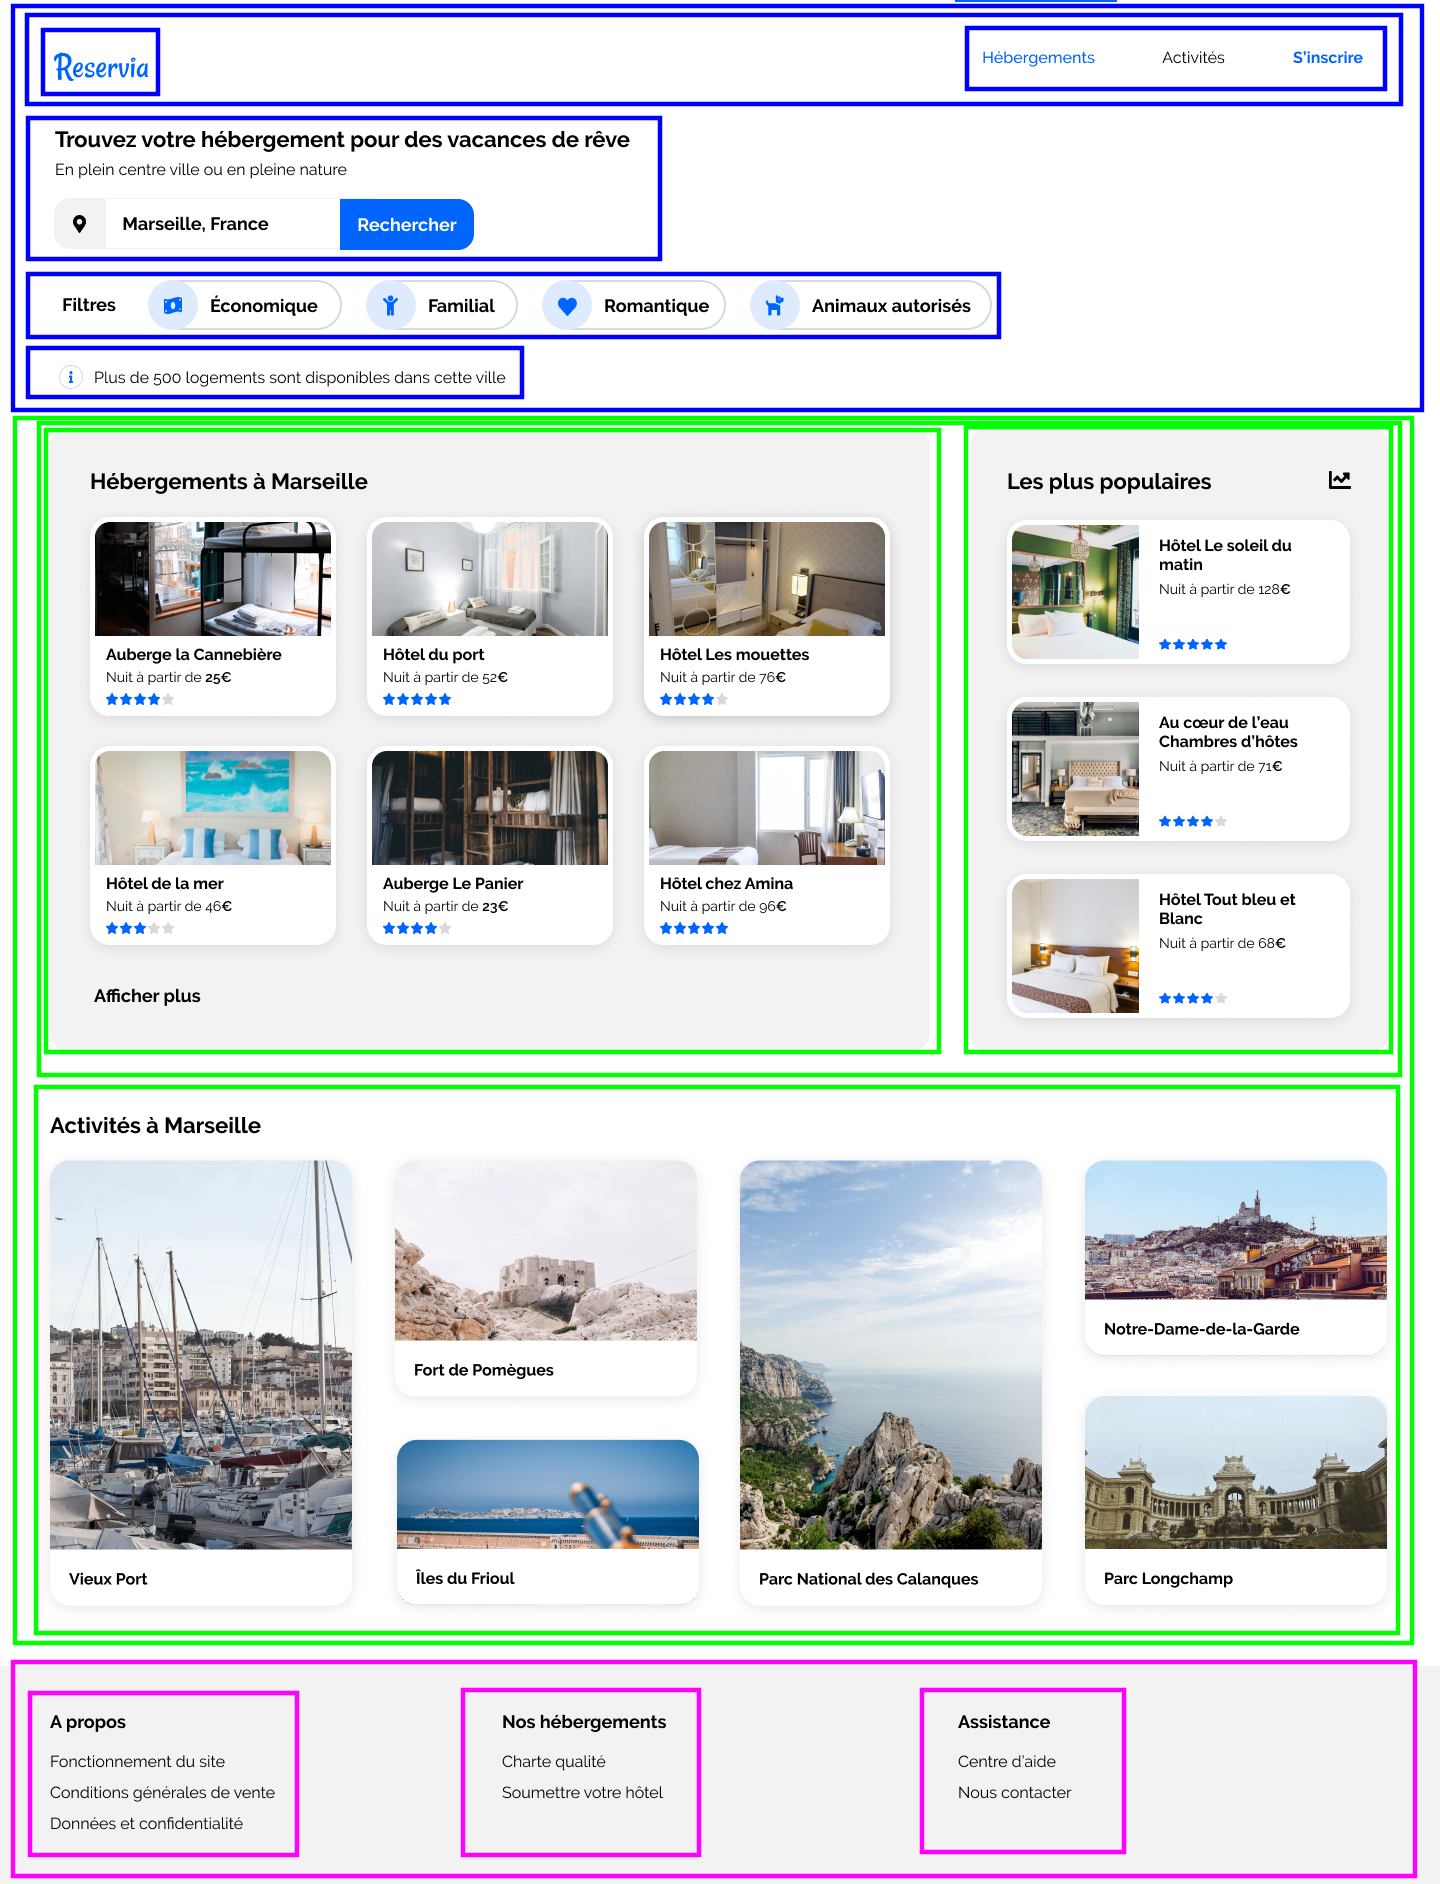 Reservia
Hébergements
Activités
S'inscrire
Trouvez votre hébergement pour des vacances de rêve
En plein centre ville ou en pleine nature
Marseille, France
Rechercher
Filtres
Économique
Familial
Romantique
Animaux autorisés
Plus de 500 logements sont disponibles dans cette ville
Hébergements à Marseille
Auberge la Cannebière
Nuit à partir de 25€
Hôtel du port
Nuit à partir de 52€
Hôtel Les mouettes
Nuit à partir de 76€
Hôtel de la mer
Nuit à partir de 46€
Auberge Le Panier
Nuit à partir de 23€
Hôtel chez Amina
Nuit à partir de 96€
Afficher plus
Les plus populaires
Hôtel Le soleil du
matin
Nuit à partir de 128€
Au cœur de l'eau
Chambres d'hôtes
Nuit à partir de 71€
Hôtel Tout bleu et
Blanc
Nuit à partir de 68€
Activités à Marseille
Vieux Port
Fort de Pomègues
Îles du Frioul
Parc National des Calanques
Notre-Dame-de-la-Garde
Parc Longchamp
A propos
Fonctionnement du site
Conditions générales de vente
Données et confidentialité
Nos hébergements
Charte qualité
Soumettre votre hôtel
Assistance
Centre d'aide
Nous contacter